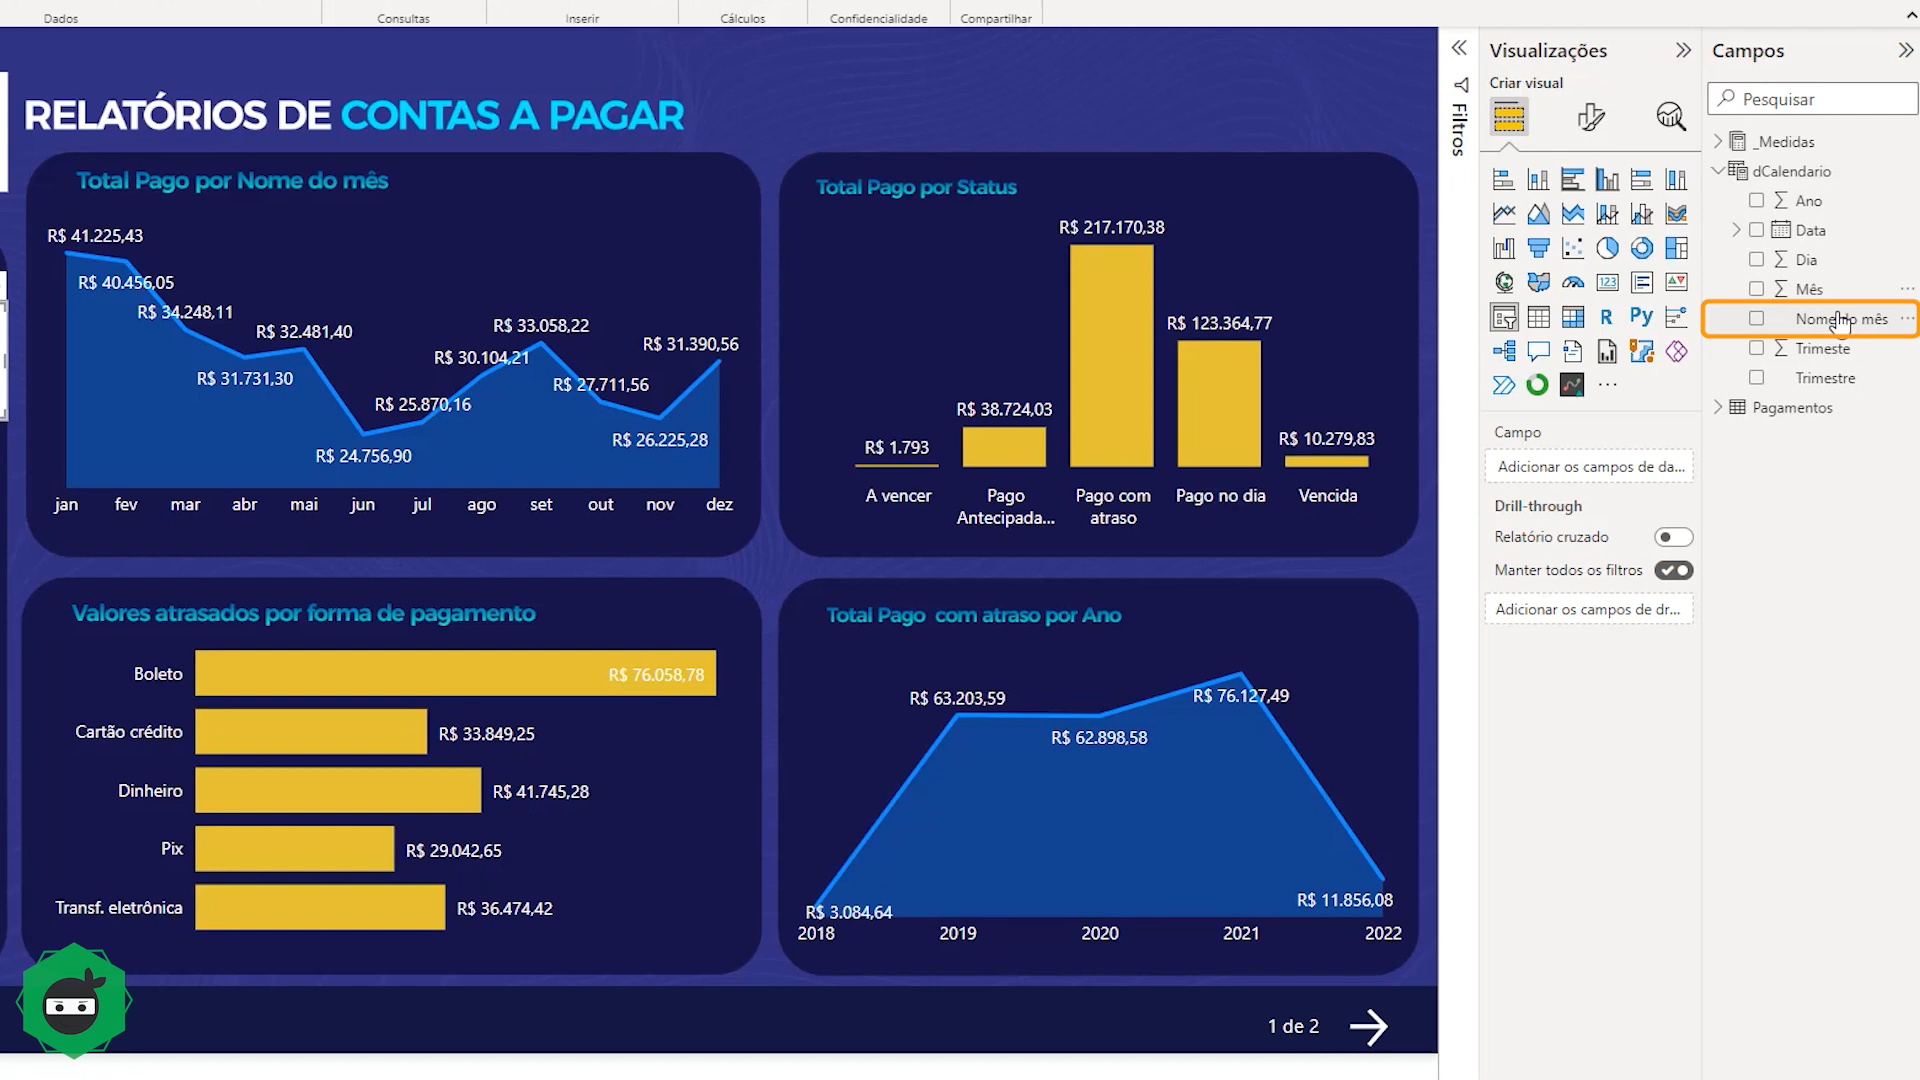 Dados
Consultas
Inserir
Cálculos
Confidencialidade
Compartilhar
RELATÓRIOS DE CONTAS A PAGAR
Total Pago por Nome do mês
R$ 41.225,43
R$ 40.456,05
R$ 34.248,11
R$ 31.731,30
R$ 32.481,40
R$ 24.756,90
R$ 25.870,16
R$ 30.104,21
R$ 33.058,22
R$ 27.711,56
R$ 26.225,28
R$ 31.390,56
jan fev mar abr mai jun jul ago set out nov dez
Total Pago por Status
R$ 1.793
R$ 38.724,03
R$ 217.170,38
R$ 123.364,77
R$ 10.279,83
A vencer
Pago
Antecipada...
Pago com
atraso
Pago no dia
Vencida
Valores atrasados por forma de pagamento
Boleto R$ 76.058,78
Cartão crédito R$ 33.849,25
Dinheiro R$ 41.745,28
Pix R$ 29.042,65
Transf. eletrônica R$ 36.474,42
Total Pago com atraso por Ano
R$ 3.084,64
R$ 63.203,59
R$ 62.898,58
R$ 76.127,49
R$ 11.856,08
2018 2019 2020 2021 2022
1 de 2
Filtros
Visualizações
Criar visual
123
R
Py
Campo
Adicionar os campos de da...
Drill-through
Relatório cruzado
Manter todos os filtros
Adicionar os campos de dr...
Campos
Pesquisar
_Medidas
dCalendario
Ano
Data
Dia
Mês
Nome do mês
Trimeste
Trimestre
Pagamentos